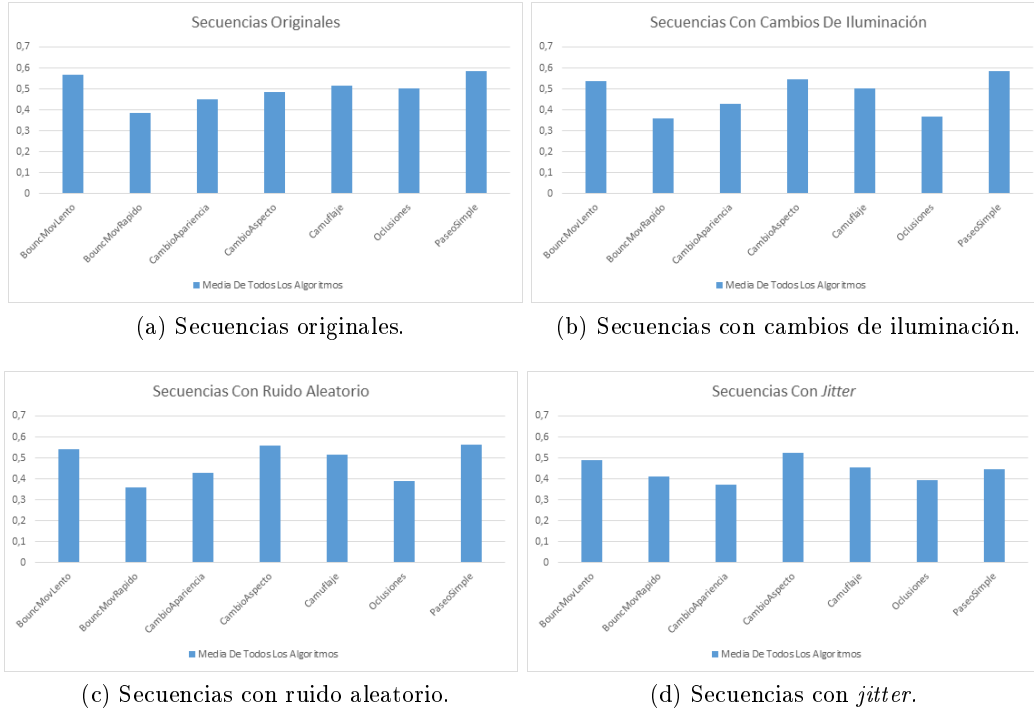 Secuencias Originales
0,7
0,6
0,5
0,4
0,3
0,2
0,1
0
BouncMovLento
BouncMovRapido
CambioApariencia
CambioAspecto
Camuflaje
Oclusiones
PaseoSimple
Media De Todos Los Algoritmos
(a) Secuencias originales.
Secuencias Con Cambios De Iluminación
0,7
0,6
0,5
0,4
0,3
0,2
0,1
0
BouncMovLento
BouncMovRapido
CambioApariencia
CambioAspecto
Camuflaje
Oclusiones
PaseoSimple
Media De Todos Los Algoritmos
(b) Secuencias con cambios de iluminación.
Secuencias Con Ruido Aleatorio
0,7
0,6
0,5
0,4
0,3
0,2
0,1
0
BouncMovLento
BouncMovRapido
CambioApariencia
CambioAspecto
Camuflaje
Oclusiones
PaseoSimple
Media De Todos Los Algoritmos
(c) Secuencias con ruido aleatorio.
Secuencias Con Jitter
0,7
0,6
0,5
0,4
0,3
0,2
0,1
0
BouncMovLento
BouncMovRapido
CambioApariencia
CambioAspecto
Camuflaje
Oclusiones
PaseoSimple
Media De Todos Los Algoritmos
(d) Secuencias con jitter.